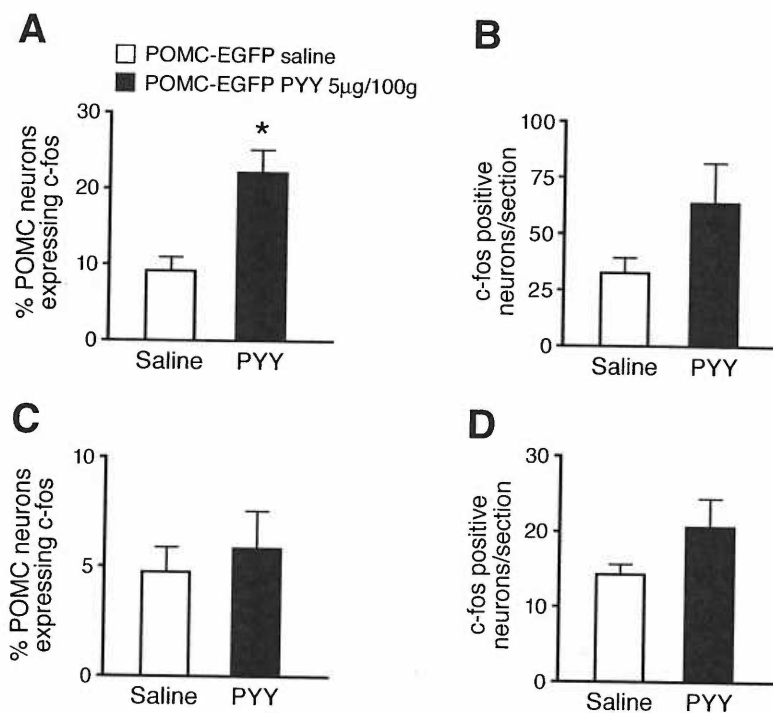 A
POMC-EGFP saline
POMC-EGFP PYY 5µg/100g
% POMC neurons
expressing c-fos
30
20
10
0
*
Saline PYY
B
c-fos positive
neurons/section
100
75
50
25
0
Saline PYY
C
% POMC neurons
expressing c-fos
10
5
0
Saline PYY
D
c-fos positive
neurons/section
30
20
10
0
Saline PYY